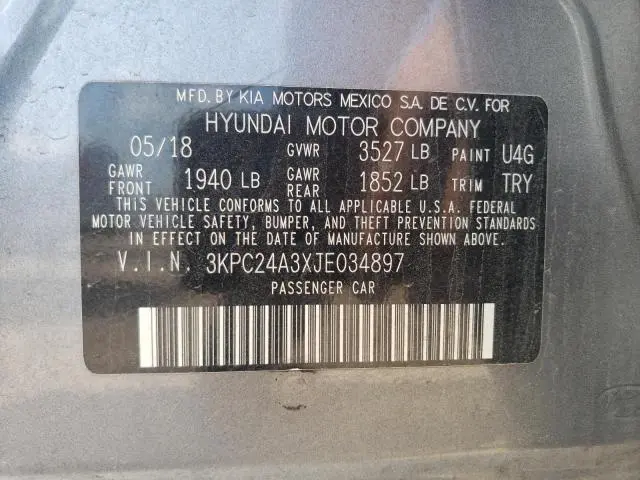 MFD. BY KIA MOTORS MEXICO S.A. DE C.V. FOR
HYUNDAI MOTOR COMPANY
05/18 GVWR 3527 LB PAINT U4G
GAWR FRONT 1940 LB GAWR REAR 1852 LB TRIM TRY
THIS VEHICLE CONFORMS TO ALL APPLICABLE U.S.A. FEDERAL
MOTOR VEHICLE SAFETY, BUMPER, AND THEFT PREVENTION STANDARDS
IN EFFECT ON THE DATE OF MANUFACTURE SHOWN ABOVE.
V.I.N. 3KPC24A3XJE034897
PASSENGER CAR